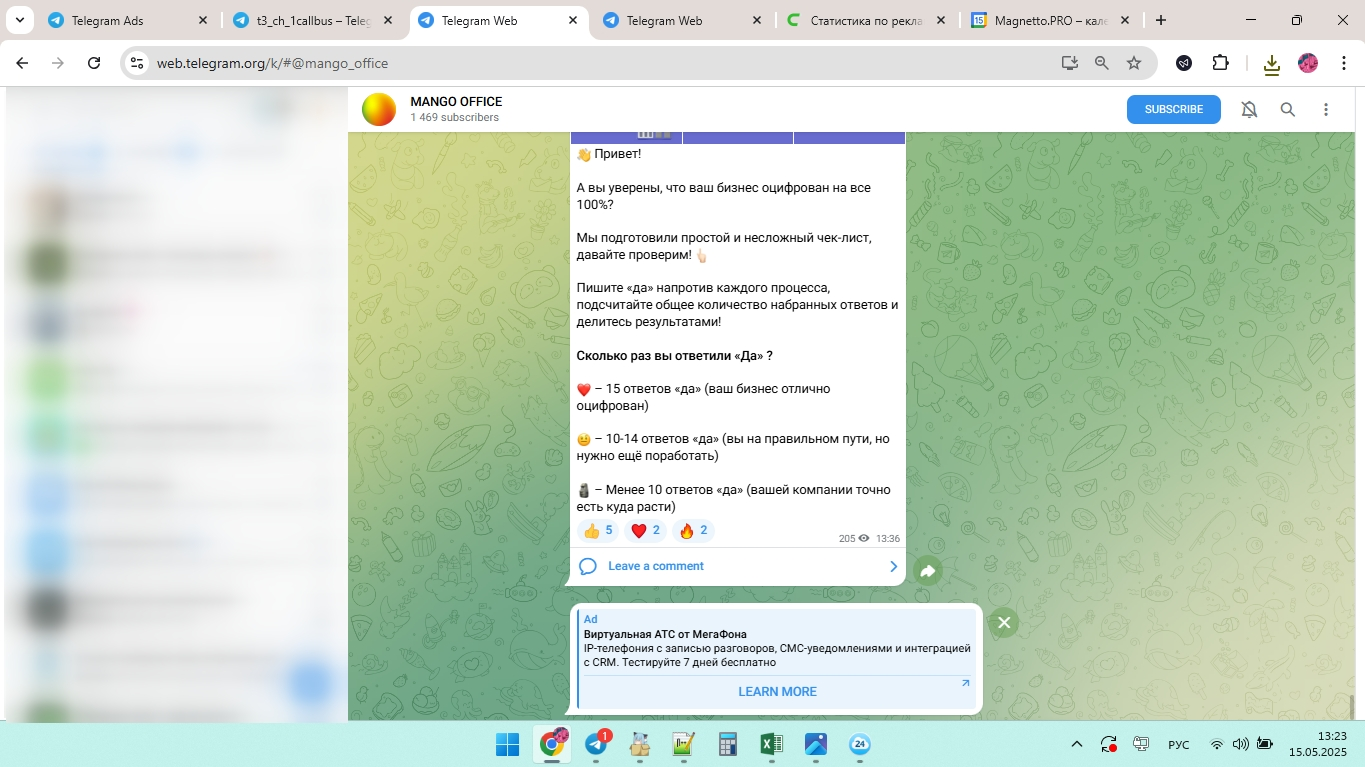 Telegram Ads
t3_ch_1callbus – Teleg
Telegram Web
Telegram Web
Статистика по рекла
Magnetto.PRO – кале
web.telegram.org/k/#@mango_office
MANGO OFFICE
1 469 subscribers
SUBSCRIBE
👋 Привет!
А вы уверены, что ваш бизнес оцифрован на все
100%?
Мы подготовили простой и несложный чек-лист,
давайте проверим! 👆🏻
Пишите «да» напротив каждого процесса,
подсчитайте общее количество набранных ответов и
делитесь результатами!
Сколько раз вы ответили «Да» ?
❤️ – 15 ответов «да» (ваш бизнес отлично
оцифрован)
– 10-14 ответов «да» (вы на правильном пути, но
нужно ещё поработать)
🗿 – Менее 10 ответов «да» (вашей компании точно
есть куда расти)
👍 5 ❤️ 2 🔥 2
205 13:36
Leave a comment
Ad
Виртуальная АТС от МегаФона
IP-телефония с записью разговоров, СМС-уведомлениями и интеграцией
с CRM. Тестируйте 7 дней бесплатно
LEARN MORE
1
24
РУС
13:23
15.05.2025